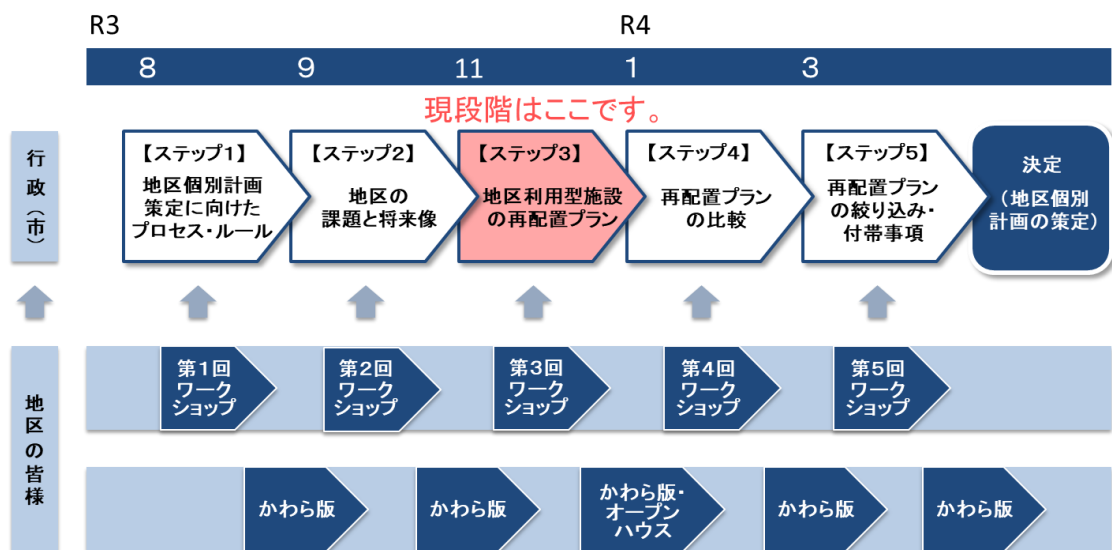 R3
R4
8
9
11
1
3
現段階はここです。
行政(市)
【ステップ1】
地区個別計画
策定に向けた
プロセス・ルール
【ステップ2】
地区の
課題と将来像
【ステップ3】
地区利用型施設
の再配置プラン
【ステップ4】
再配置プラン
の比較
【ステップ5】
再配置プラン
の絞り込み・
付帯事項
決定
(地区個別
計画の策定)
地区の皆様
第1回
ワーク
ショップ
第2回
ワーク
ショップ
第3回
ワーク
ショップ
第4回
ワーク
ショップ
第5回
ワーク
ショップ
かわら版
かわら版
かわら版・
オープン
ハウス
かわら版
かわら版